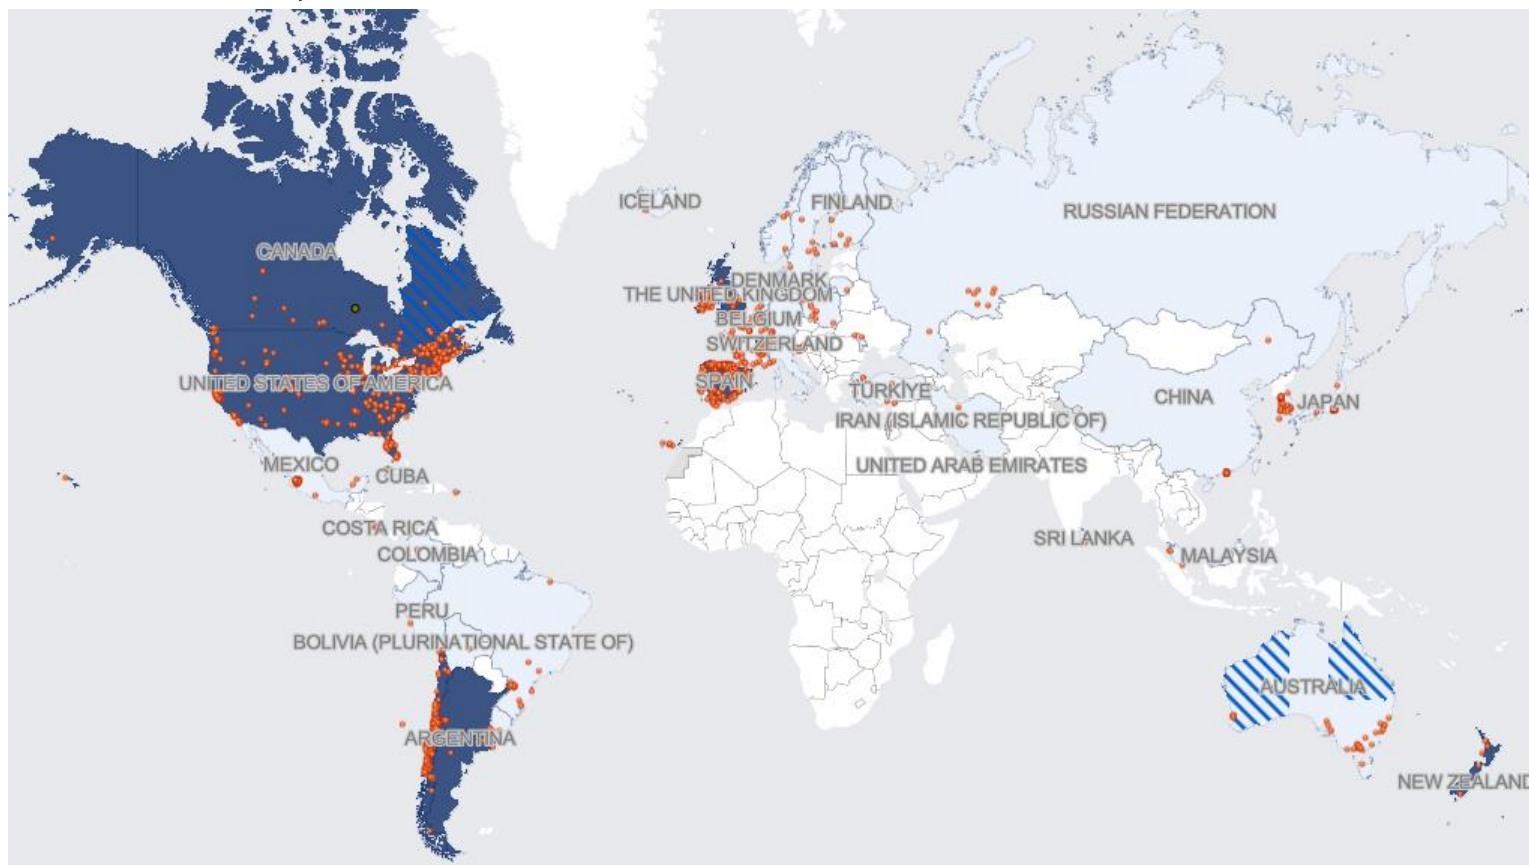 ICELAND
FINLAND
RUSSIAN FEDERATION
CANADA
DENMARK
THE UNITED KINGDOM
BELGIUM
SWITZERLAND
UNITED STATES OF AMERICA
SPAIN
TÜRKİYE
CHINA
JAPAN
IRAN (ISLAMIC REPUBLIC OF)
MEXICO
CUBA
UNITED ARAB EMIRATES
COSTA RICA
COLOMBIA
SRI LANKA
MALAYSIA
PERU
BOLIVIA (PLURINATIONAL STATE OF)
AUSTRALIA
ARGENTINA
NEW ZEALAND